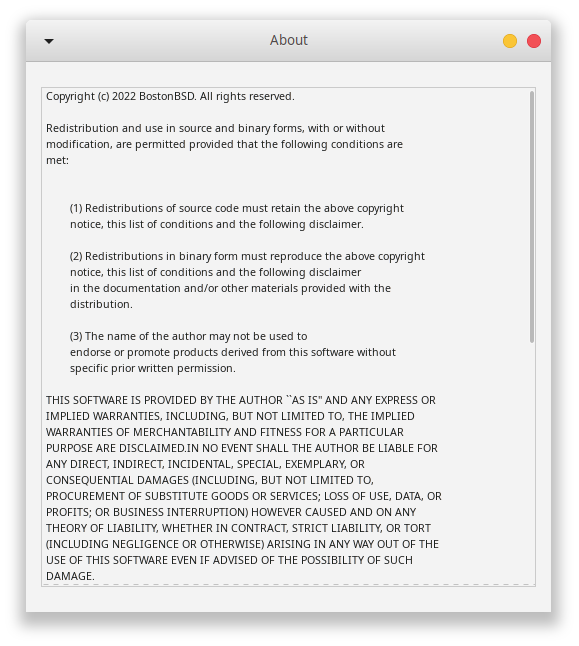 About
Copyright (c) 2022 BostonBSD. All rights reserved.
Redistribution and use in source and binary forms, with or without
modification, are permitted provided that the following conditions are
met:
(1) Redistributions of source code must retain the above copyright
notice, this list of conditions and the following disclaimer.
(2) Redistributions in binary form must reproduce the above copyright
notice, this list of conditions and the following disclaimer
in the documentation and/or other materials provided with the
distribution.
(3) The name of the author may not be used to
endorse or promote products derived from this software without
specific prior written permission.
THIS SOFTWARE IS PROVIDED BY THE AUTHOR ``AS IS'' AND ANY EXPRESS OR
IMPLIED WARRANTIES, INCLUDING, BUT NOT LIMITED TO, THE IMPLIED
WARRANTIES OF MERCHANTABILITY AND FITNESS FOR A PARTICULAR
PURPOSE ARE DISCLAIMED.IN NO EVENT SHALL THE AUTHOR BE LIABLE FOR
ANY DIRECT, INDIRECT, INCIDENTAL, SPECIAL, EXEMPLARY, OR
CONSEQUENTIAL DAMAGES (INCLUDING, BUT NOT LIMITED TO,
PROCUREMENT OF SUBSTITUTE GOODS OR SERVICES; LOSS OF USE, DATA, OR
PROFITS; OR BUSINESS INTERRUPTION) HOWEVER CAUSED AND ON ANY
THEORY OF LIABILITY, WHETHER IN CONTRACT, STRICT LIABILITY, OR TORT
(INCLUDING NEGLIGENCE OR OTHERWISE) ARISING IN ANY WAY OUT OF THE
USE OF THIS SOFTWARE EVEN IF ADVISED OF THE POSSIBILITY OF SUCH
DAMAGE.